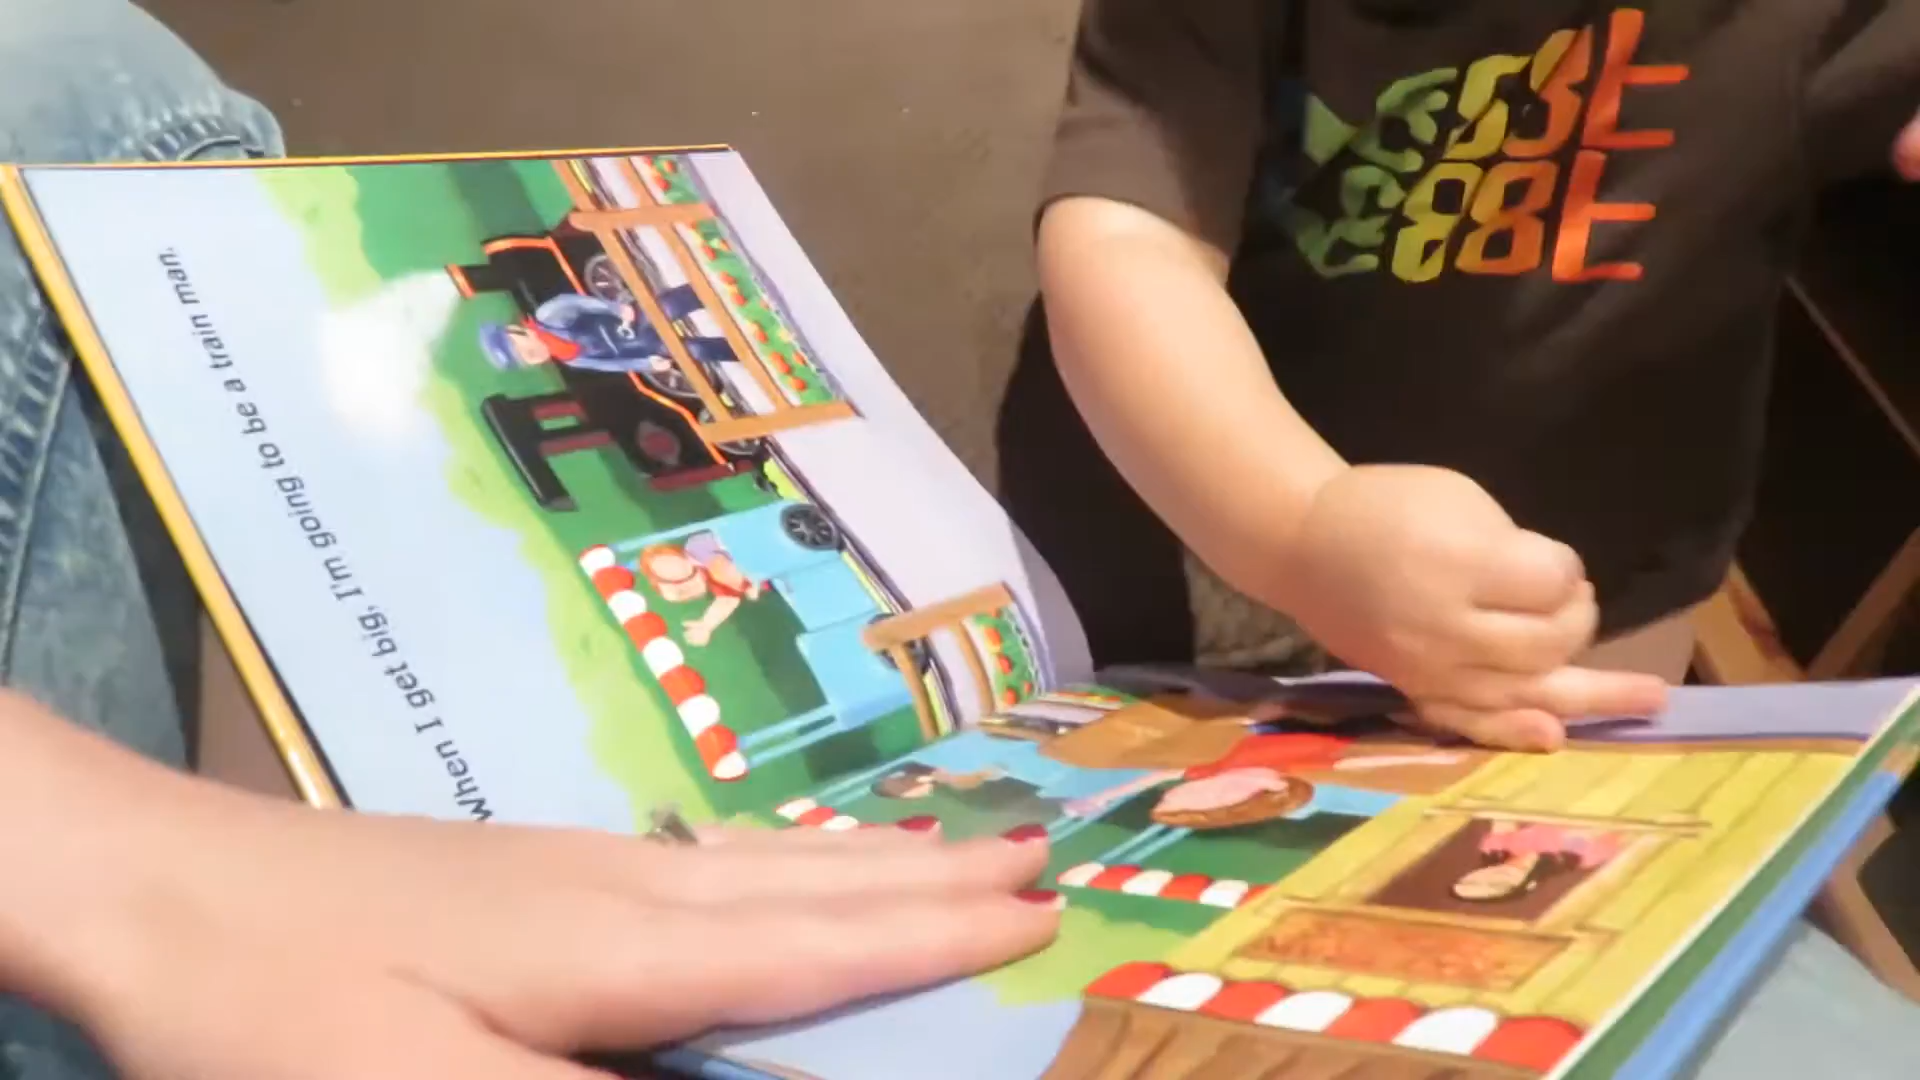 When I get big, I'm going to be a train man.